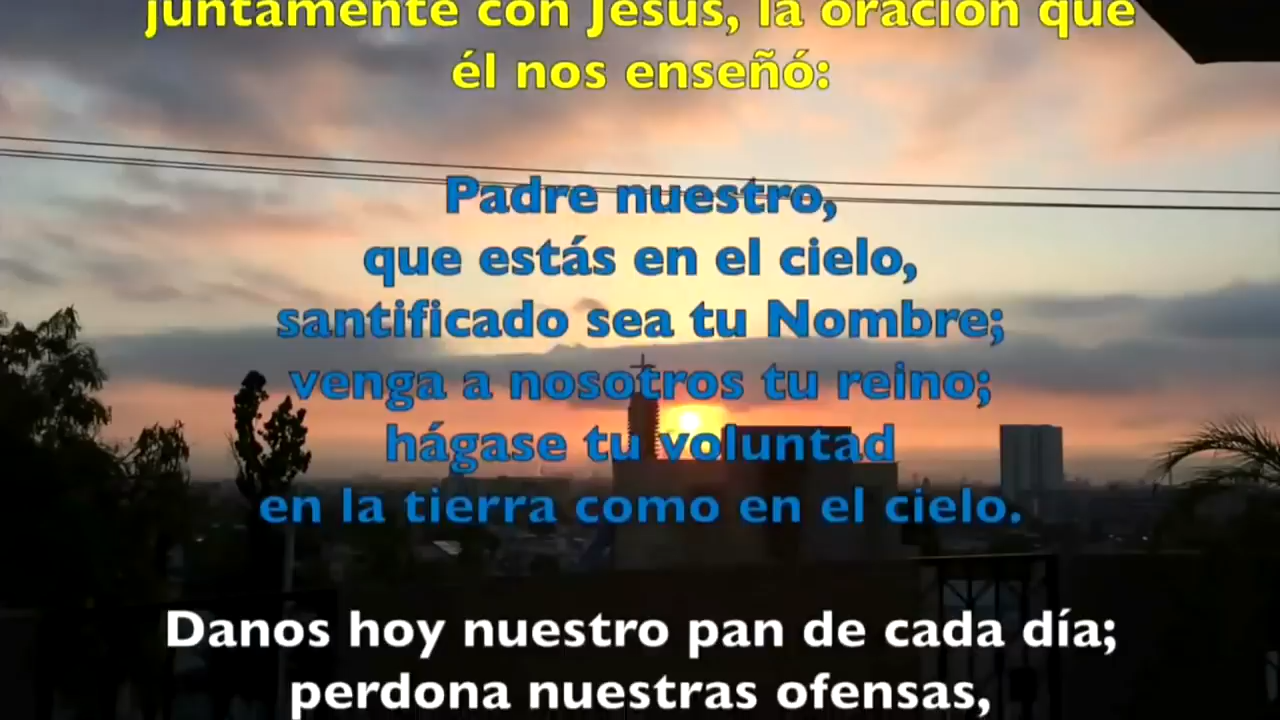 juntamente con Jesús, la oración que
él nos enseñó:
Padre nuestro,
que estás en el cielo,
santificado sea tu Nombre;
venga a nosotros tu reino;
hágase tu voluntad
en la tierra como en el cielo.
Danos hoy nuestro pan de cada día;
perdona nuestras ofensas,